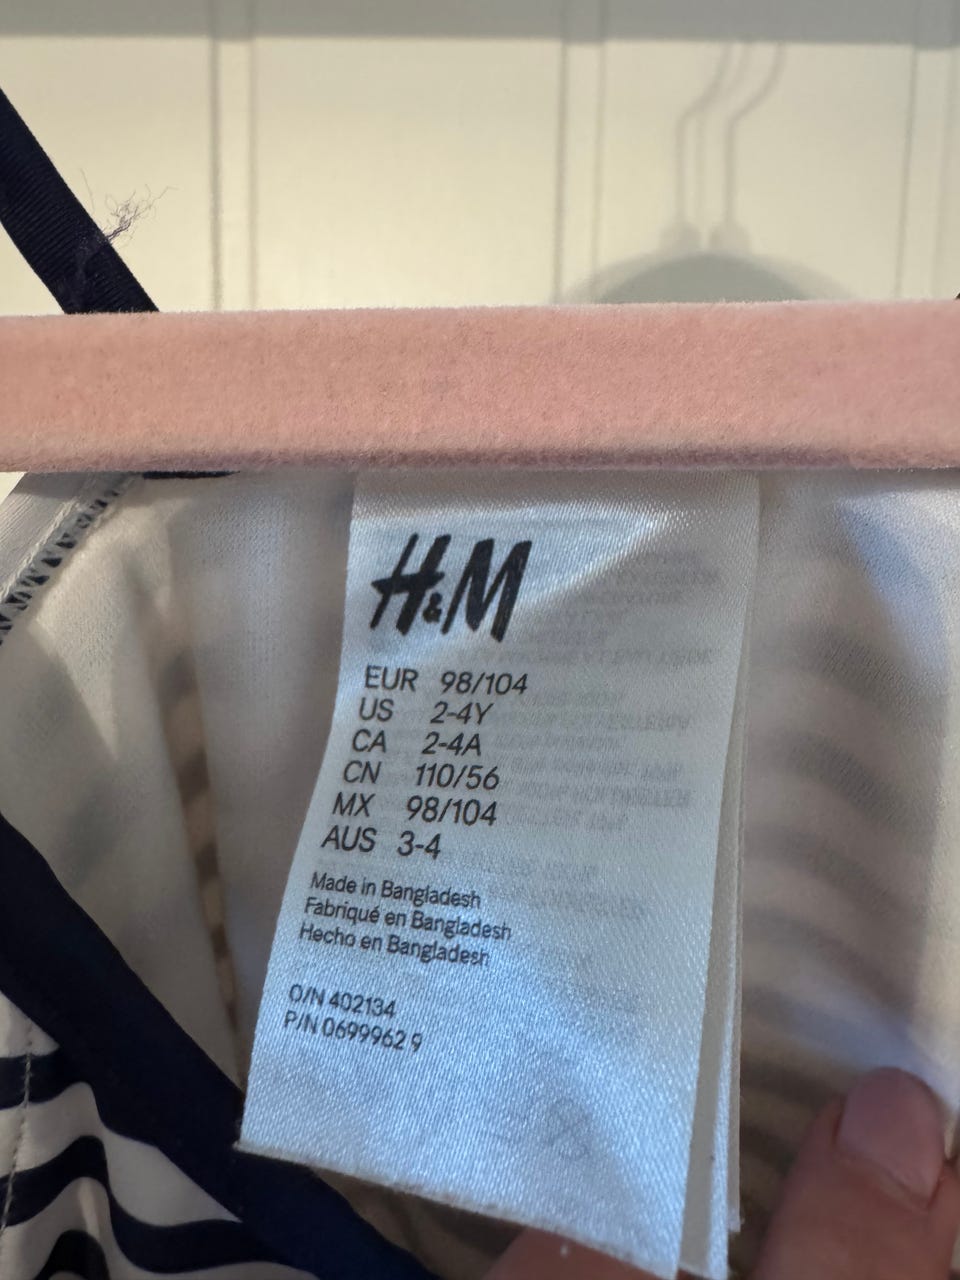 H&M
EUR 98/104
US 2-4Y
CA 2-4A
CN 110/56
MX 98/104
AUS 3-4
Made in Bangladesh
Fabriqué en Bangladesh
Hecho en Bangladesh
O/N 402134
P/N 0699962 9